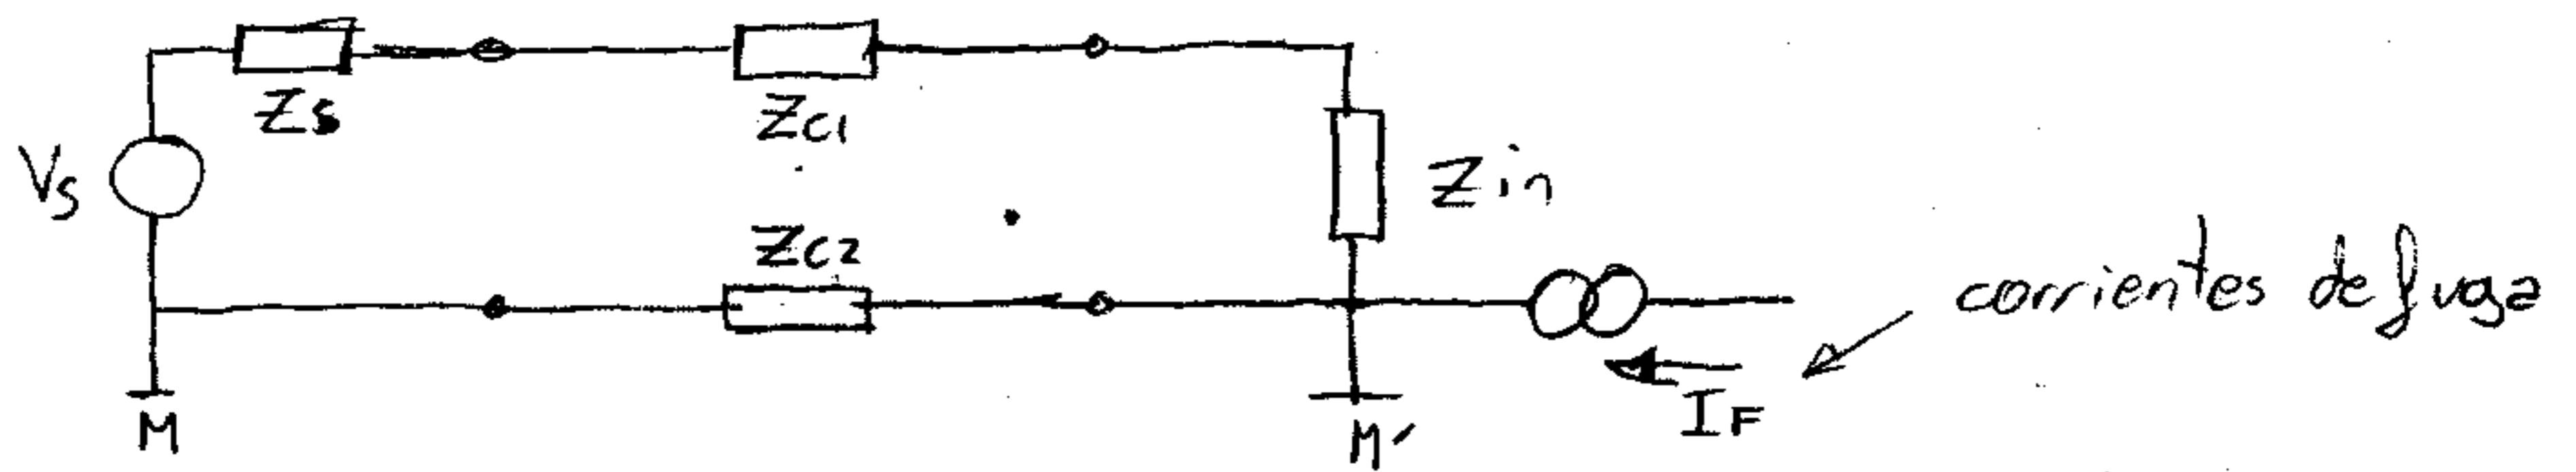 Zs
Zc1
Vs
Zin
Zc2
corrientes de fuga
IF
M
M'